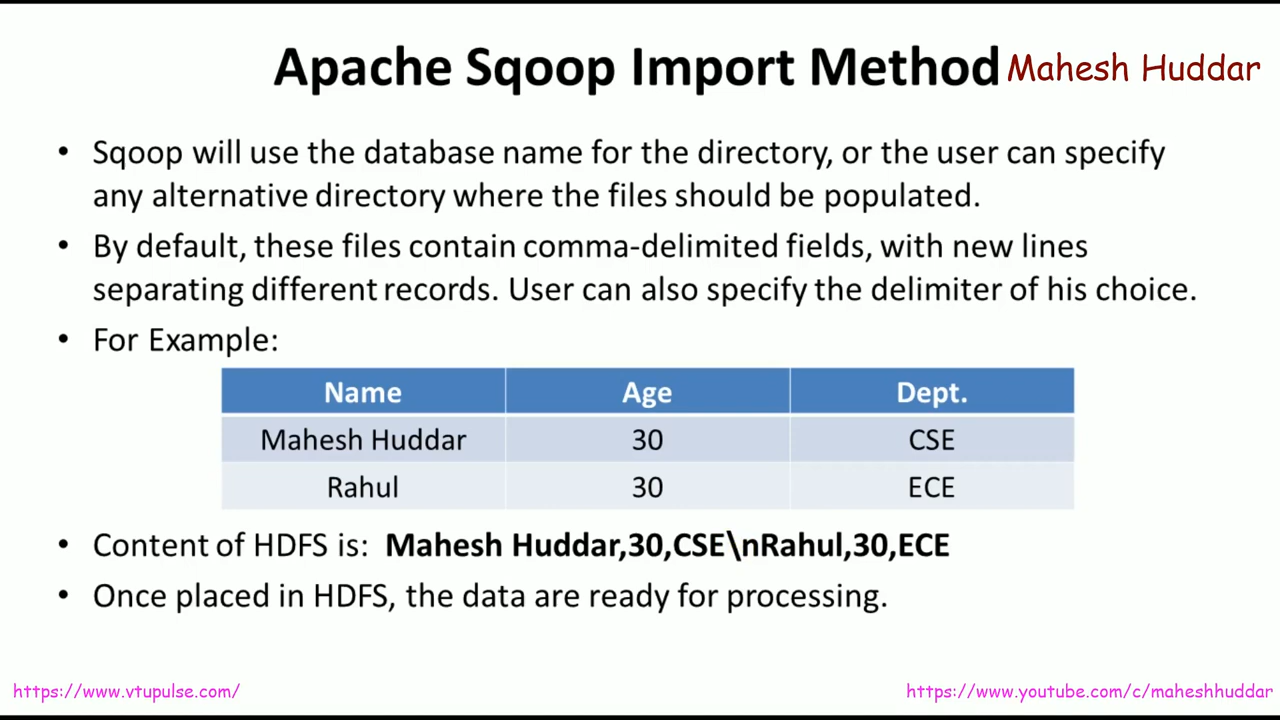 Apache Sqoop Import Method Mahesh Huddar
• Sqoop will use the database name for the directory, or the user can specify
any alternative directory where the files should be populated.
• By default, these files contain comma-delimited fields, with new lines
separating different records. User can also specify the delimiter of his choice.
• For Example:
Name Age Dept.
Mahesh Huddar 30 CSE
Rahul 30 ECE
• Content of HDFS is: Mahesh Huddar,30,CSE\nRahul,30,ECE
• Once placed in HDFS, the data are ready for processing.
https://www.vtupulse.com/ https://www.youtube.com/c/maheshhuddar